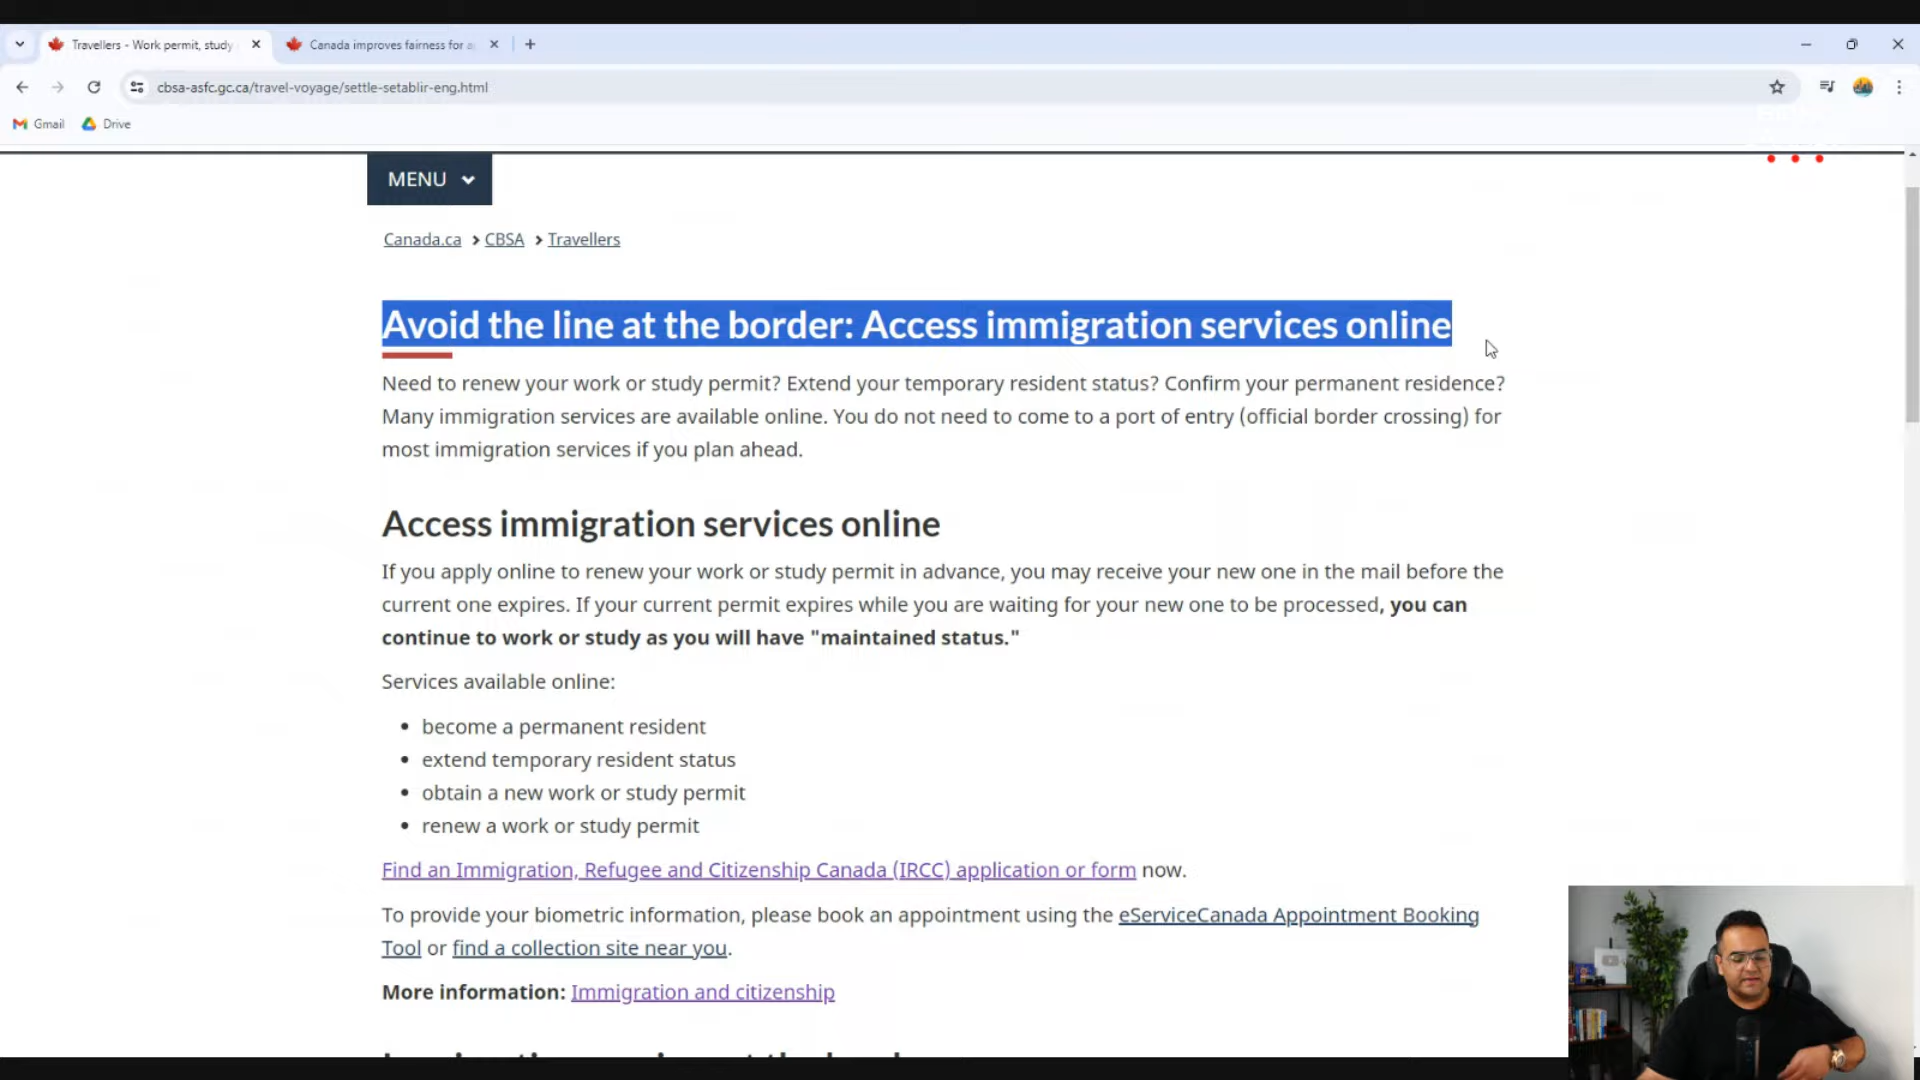 Travellers - Work permit, study
Canada improves fairness for a
cbsa-asfc.gc.ca/travel-voyage/settle-setablir-eng.html
Gmail
Drive
MENU
Canada.ca > CBSA > Travellers
Avoid the line at the border: Access immigration services online
Need to renew your work or study permit? Extend your temporary resident status? Confirm your permanent residence?
Many immigration services are available online. You do not need to come to a port of entry (official border crossing) for
most immigration services if you plan ahead.
Access immigration services online
If you apply online to renew your work or study permit in advance, you may receive your new one in the mail before the
current one expires. If your current permit expires while you are waiting for your new one to be processed, you can
continue to work or study as you will have "maintained status."
Services available online:
• become a permanent resident
• extend temporary resident status
• obtain a new work or study permit
• renew a work or study permit
Find an Immigration, Refugee and Citizenship Canada (IRCC) application or form now.
To provide your biometric information, please book an appointment using the eServiceCanada Appointment Booking
Tool or find a collection site near you.
More information: Immigration and citizenship